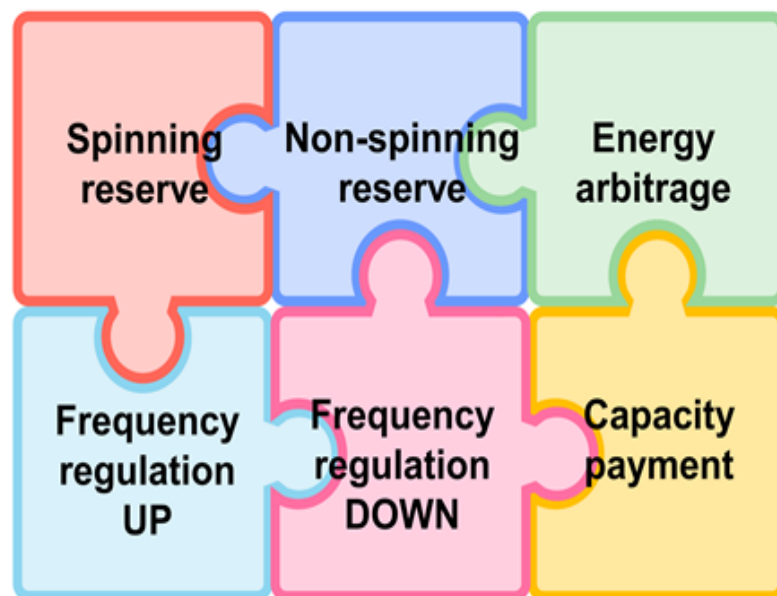 Spinning
reserve
Non-spinning
reserve
Energy
arbitrage
Frequency
regulation
UP
Frequency
regulation
DOWN
Capacity
payment